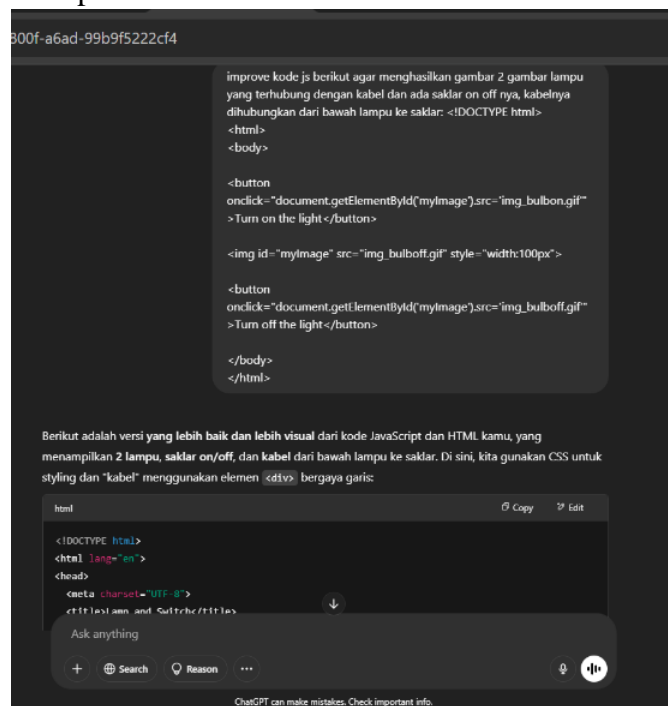 800f-a6ad-99b9f5222cf4
improve kode js berikut agar menghasilkan gambar 2 gambar lampu
yang terhubung dengan kabel dan ada saklar on off nya, kabelnya
dihubungkan dari bawah lampu ke saklar: <!DOCTYPE html>
<html>
<body>
<button
onclick="document.getElementById('myImage').src='img_bulbon.gif'"
>Turn on the light</button>
<img id="myImage" src="img_bulboff.gif" style="width:100px">
<button
onclick="document.getElementById('myImage').src='img_bulboff.gif'"
>Turn off the light</button>
</body>
</html>
Berikut adalah versi yang lebih baik dan lebih visual dari kode JavaScript dan HTML kamu, yang
menampilkan 2 lampu, saklar on/off, dan kabel dari bawah lampu ke saklar. Di sini, kita gunakan CSS untuk
styling dan "kabel" menggunakan elemen <div> bergaya garis:
html Copy Edit
<!DOCTYPE html>
<html lang="en">
<head>
<meta charset="UTF-8">
<title>Lamp and Switch</title>
Ask anything
Search Reason
ChatGPT can make mistakes. Check important info.